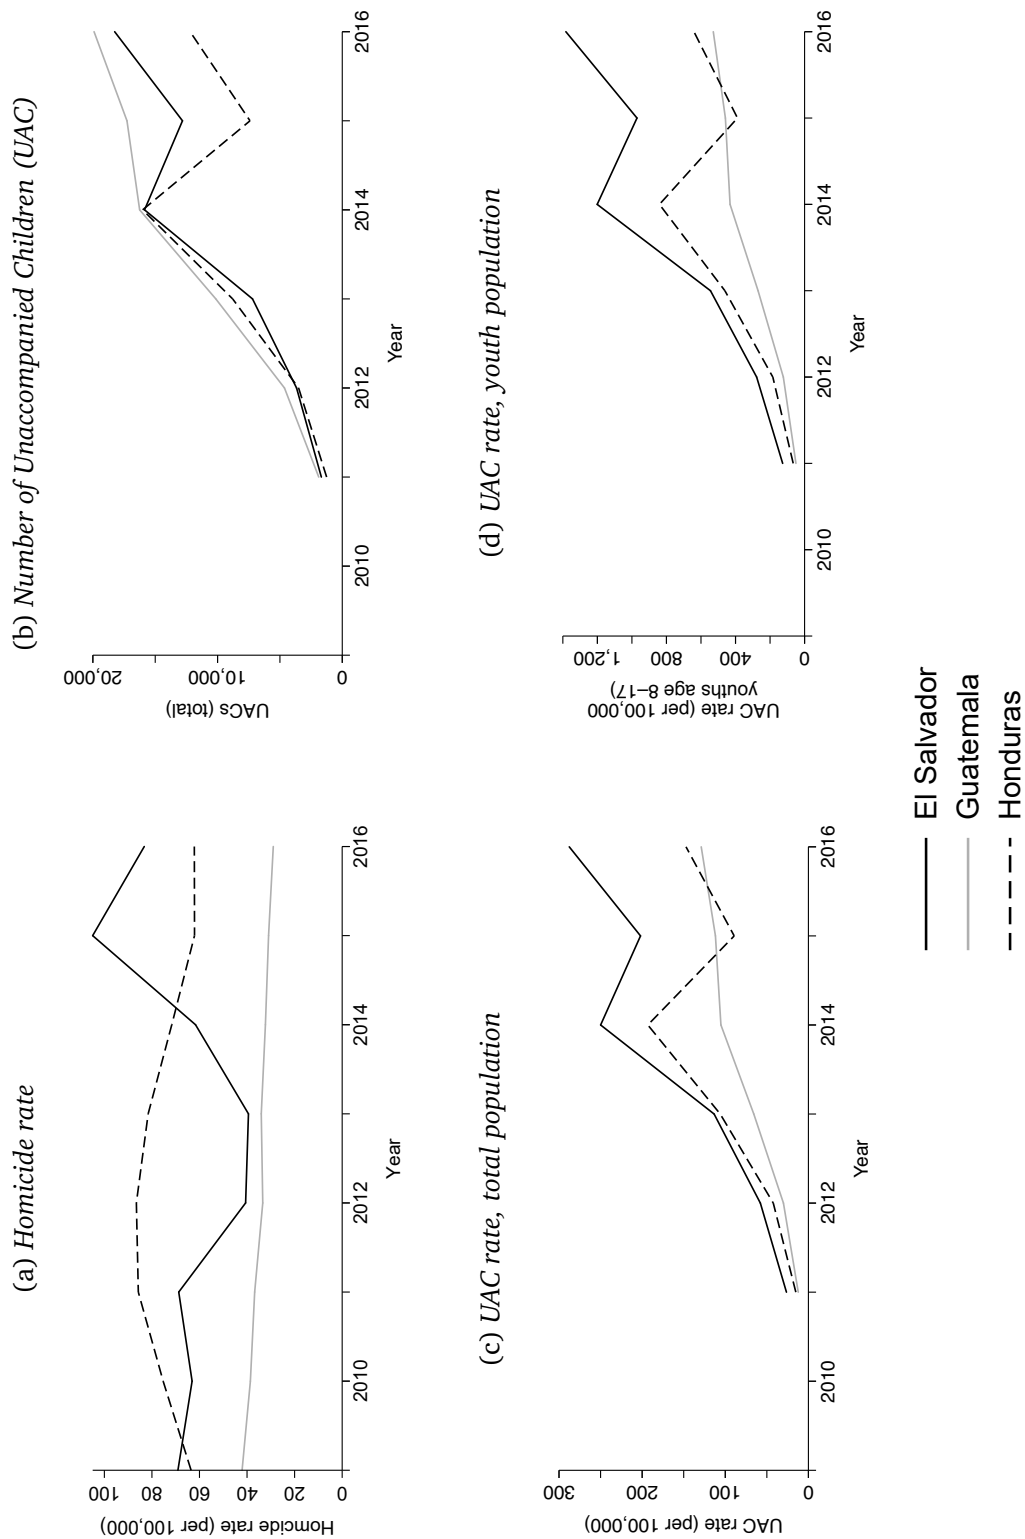 (a) Homicide rate
Homcide rate (per 100,000)
100
80
60
40
20
0
2010
2012
2014
2016
Year
(b) Number of Unaccompanied Children (UAC)
UACs (total)
20,000
10,000
0
2010
2012
2014
2016
Year
(c) UAC rate, total population
UAC rate (per 100,000)
300
200
100
0
2010
2012
2014
2016
Year
(d) UAC rate, youth population
UAC rate (per 100,000
youths age 8–17)
1,200
800
400
0
2010
2012
2014
2016
Year
El Salvador
Guatemala
Honduras